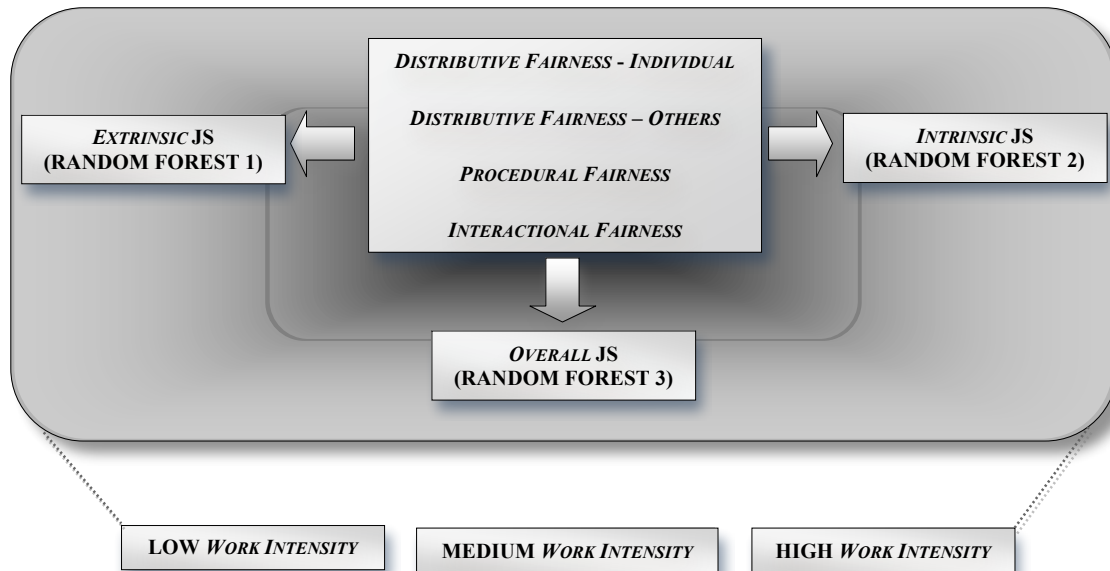 DISTRIBUTIVE FAIRNESS - INDIVIDUAL
DISTRIBUTIVE FAIRNESS – OTHERS
PROCEDURAL FAIRNESS
INTERACTIONAL FAIRNESS
EXTRINSIC JS
(RANDOM FOREST 1)
INTRINSIC JS
(RANDOM FOREST 2)
OVERALL JS
(RANDOM FOREST 3)
LOW WORK INTENSITY
MEDIUM WORK INTENSITY
HIGH WORK INTENSITY